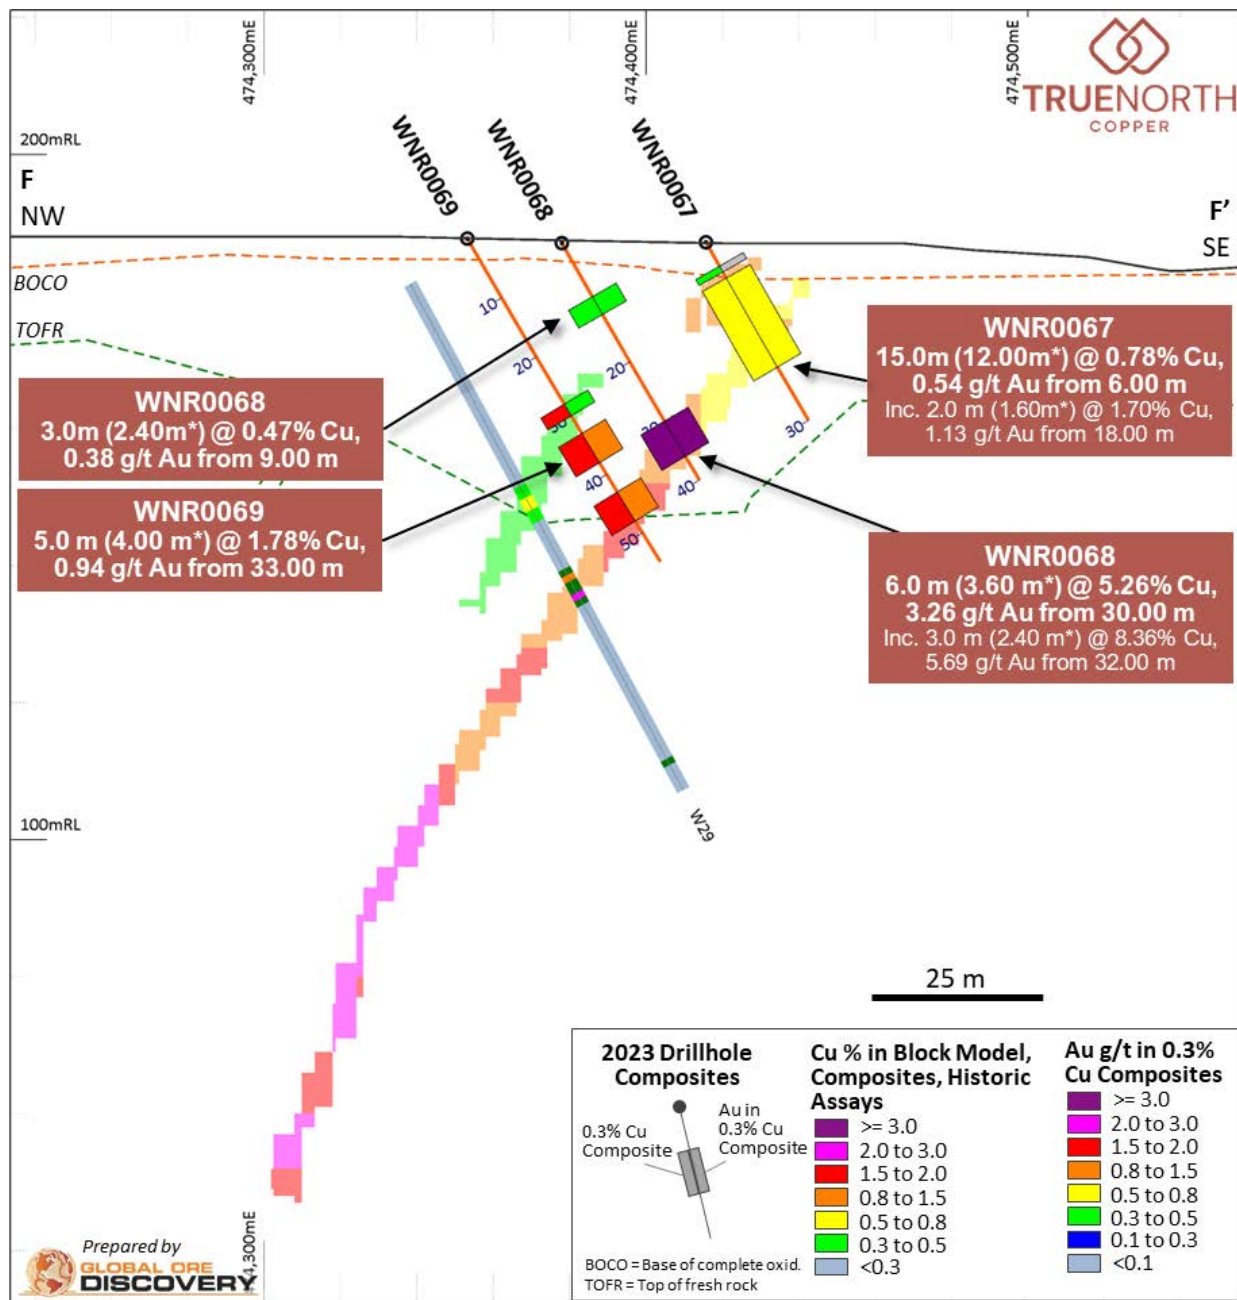 474,300mE
474,400mE
474,500mE
TRUENORTH
COPPER
200mRL
WNR0069
WNR0068
WNR0067
F
NW
F'
SE
BOCO
TOFR
10
20
20
30
40
40
50
30
WNR0067
15.0m (12.00m*) @ 0.78% Cu,
0.54 g/t Au from 6.00 m
Inc. 2.0 m (1.60m*) @ 1.70% Cu,
1.13 g/t Au from 18.00 m
WNR0068
3.0m (2.40m*) @ 0.47% Cu,
0.38 g/t Au from 9.00 m
WNR0069
5.0 m (4.00 m*) @ 1.78% Cu,
0.94 g/t Au from 33.00 m
WNR0068
6.0 m (3.60 m*) @ 5.26% Cu,
3.26 g/t Au from 30.00 m
Inc. 3.0 m (2.40 m*) @ 8.36% Cu,
5.69 g/t Au from 32.00 m
W29
100mRL
25 m
2023 Drillhole
Composites
0.3% Cu
Composite
Au in
0.3% Cu
Composite
BOCO = Base of complete oxid.
TOFR = Top of fresh rock
Cu % in Block Model,
Composites, Historic
Assays
>= 3.0
2.0 to 3.0
1.5 to 2.0
0.8 to 1.5
0.5 to 0.8
0.3 to 0.5
<0.3
Au g/t in 0.3%
Cu Composites
>= 3.0
2.0 to 3.0
1.5 to 2.0
0.8 to 1.5
0.5 to 0.8
0.3 to 0.5
0.1 to 0.3
<0.1
Prepared by
GLOBAL ORE
DISCOVERY